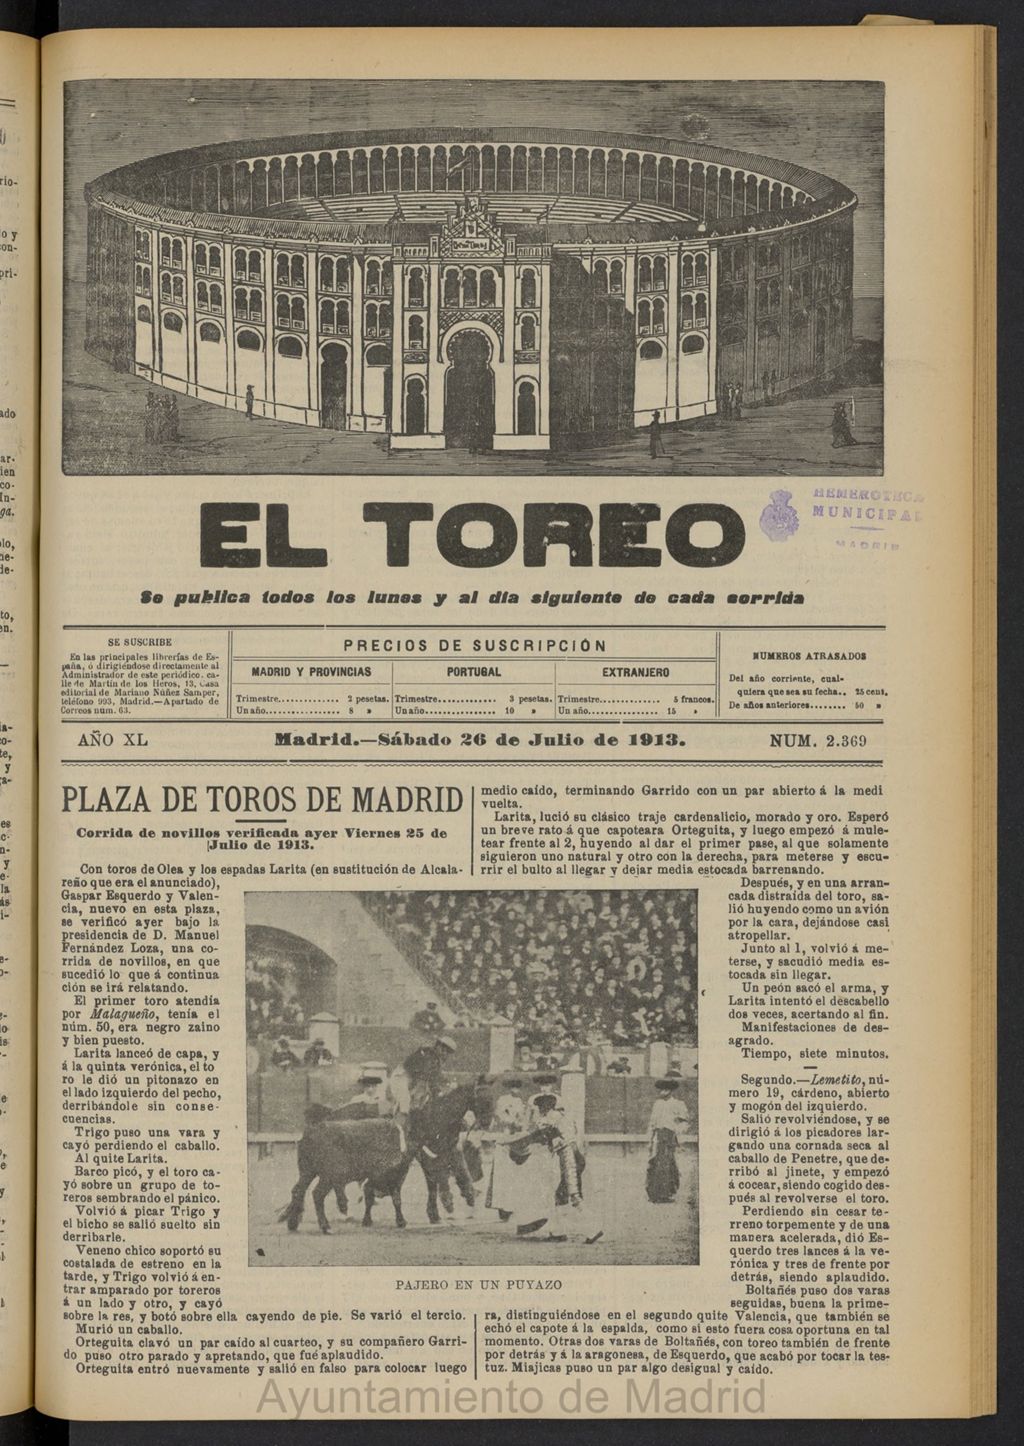 EL TOREO
HEMEROTECA
MUNICIPAL
MADRID
Se publica todos los lunes y al día siguiente de cada corrida
SE SUSCRIBE
En las principales librerías de Es-
paña, ó dirigiéndose directamente al
Administrador de este periódico, ca-
lle de Martín de los Heros, 13. Casa
editorial de Mariano Núñez Samper,
teléfono 993, Madrid.—Apartado de
Correos núm. 63.
PRECIOS DE SUSCRIPCIÓN
MADRID Y PROVINCIAS
Trimestre............. 2 pesetas.
Un año................. 8 »
PORTUGAL
Trimestre............. 3 pesetas.
Un año................ 10 »
EXTRANJERO
Trimestre............. 5 francos.
Un año................ 15 »
NUMEROS ATRASADOS
Del año corriente, cual-
quiera que sea su fecha.. 25 cent.
De años anteriores........ 50 »
AÑO XL
Madrid.—Sábado 26 de Julio de 1913.
NUM. 2.369
PLAZA DE TOROS DE MADRID
Corrida de novillos verificada ayer Viernes 25 de
Julio de 1913.
Con toros de Olea y los espadas Larita (en sustitución de Alcala-
reño que era el anunciado),
Gaspar Esquerdo y Valen-
cia, nuevo en esta plaza,
se verificó ayer bajo la
presidencia de D. Manuel
Fernández Loza, una co-
rrida de novillos, en que
sucedió lo que á continua
ción se irá relatando.
El primer toro atendía
por Malagueño, tenía el
núm. 50, era negro zaino
y bien puesto.
Larita lanceó de capa, y
á la quinta verónica, el to
ro le dió un pitonazo en
el lado izquierdo del pecho,
derribándole sin conse-
cuencias.
Trigo puso una vara y
cayó perdiendo el caballo.
Al quite Larita.
Barco picó, y el toro ca-
yó sobre un grupo de to-
reros sembrando el pánico.
Volvió á picar Trigo y
el bicho se salió suelto sin
derribarle.
Veneno chico soportó su
costalada de estreno en la
tarde, y Trigo volvió á en-
trar amparado por toreros
á un lado y otro, y cayó
sobre la res, y botó sobre ella cayendo de pie. Se varió el tercio.
Murió un caballo.
Orteguita clavó un par caído al cuarteo, y su compañero Garri-
do puso otro parado y apretando, que fué aplaudido.
Orteguita entró nuevamente y salió en falso para colocar luego
PAJERO EN UN PUYAZO
medio caído, terminando Garrido con un par abierto á la medi
vuelta.
Larita, lució su clásico traje cardenalicio, morado y oro. Esperó
un breve rato á que capoteara Orteguita, y luego empezó á mule-
tear frente al 2, huyendo al dar el primer pase, al que solamente
siguieron uno natural y otro con la derecha, para meterse y escu-
rrir el bulto al llegar y dejar media estocada barrenando.
Después, y en una arran-
cada distraída del toro, sa-
lió huyendo como un avión
por la cara, dejándose casi
atropellar.
Junto al 1, volvió á me-
terse, y sacudió media es-
tocada sin llegar.
Un peón sacó el arma, y
Larita intentó el descabello
dos veces, acertando al fin.
Manifestaciones de des-
agrado.
Tiempo, siete minutos.
Segundo.—Lemetito, nú-
mero 19, cárdeno, abierto
y mogón del izquierdo.
Salió revolviéndose, y se
dirigió á los picadores lar-
gando una cornada seca al
caballo de Penetre, que de-
rribó al jinete, y empezó
á cocear, siendo cogido des-
pués al revolverse el toro.
Perdiendo sin cesar te-
rreno torpemente y de una
manera acelerada, dió Es-
querdo tres lances á la ve-
rónica y tres de frente por
detrás, siendo aplaudido.
Boltañés puso dos varas
seguidas, buena la prime-
ra, distinguiéndose en el segundo quite Valencia, que también se
echó el capote á la espalda, como si esto fuera cosa oportuna en tal
momento. Otras dos varas de Boltañés, con toreo también de frente
por detrás y á la aragonesa, de Esquerdo, que acabó por tocar la tes-
tuz. Miajicas puso un par algo desigual y caído.
Ayuntamiento de Madrid